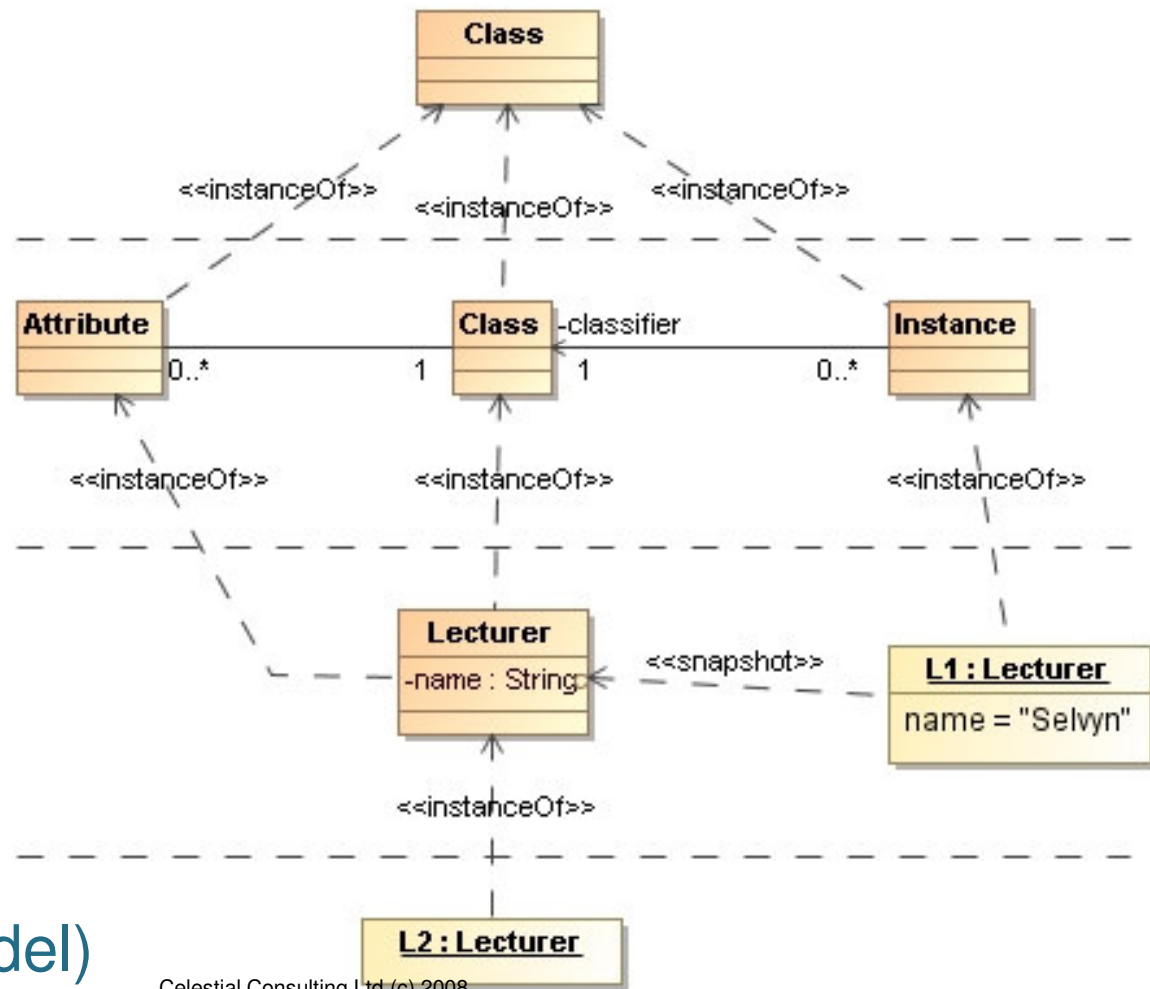 Class
<<instanceOf>>
<<instanceOf>>
<<instanceOf>>
Attribute
Class
-classifier
Instance
0..*
1
1
0..*
<<instanceOf>>
<<instanceOf>>
<<instanceOf>>
Lecturer
-name : String
<<snapshot>>
L1 : Lecturer
name = "Selvyn"
<<instanceOf>>
L2 : Lecturer
del)
Celestial Consulting Ltd (c) 2008